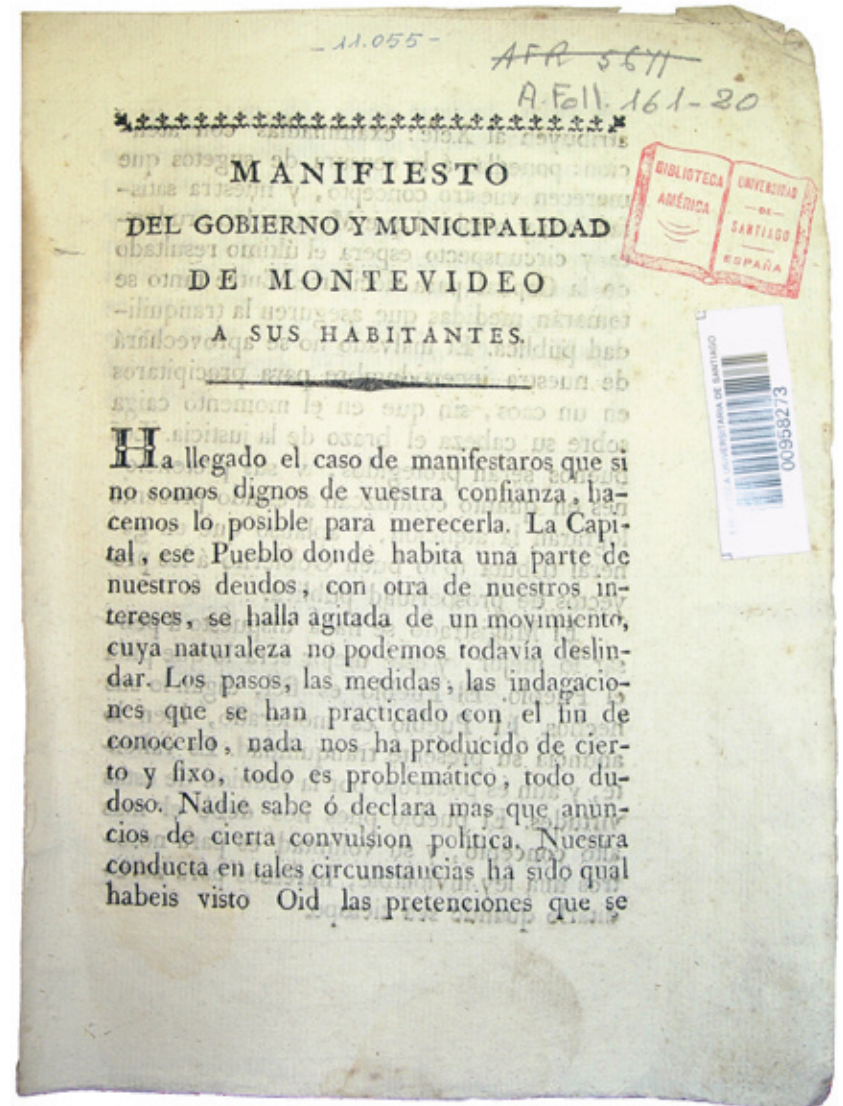 - 11.055 -
AFR 5671
A. Foll. 161-20
MANIFIESTO
DEL GOBIERNO Y MUNICIPALIDAD
DE MONTEVIDEO
A SUS HABITANTES.
BIBLIOTECA
AMÉRICA
UNIVERSIDAD
DE
SANTIAGO
ESPAÑA
UNIVERSITARIA DE SANTIAGO
00958273
Ha llegado el caso de manifestaros que si
no somos dignos de vuestra confianza, ha-
cemos lo posible para merecerla. La Capi-
tal, ese Pueblo donde habita una parte de
nuestros deudos, con otra de nuestros in-
tereses, se halla agitada de un movimiento,
cuya naturaleza no podemos todavía deslin-
dar. Los pasos, las medidas, las indagacio-
nes que se han practicado con el fin de
conocerlo, nada nos ha producido de cier-
to y fixo, todo es problemático, todo du-
doso. Nadie sabe ó declara mas que anun-
cios de cierta convulsion política. Nuestra
conducta en tales circunstancias ha sido qual
habeis visto Oid las pretenciones que se